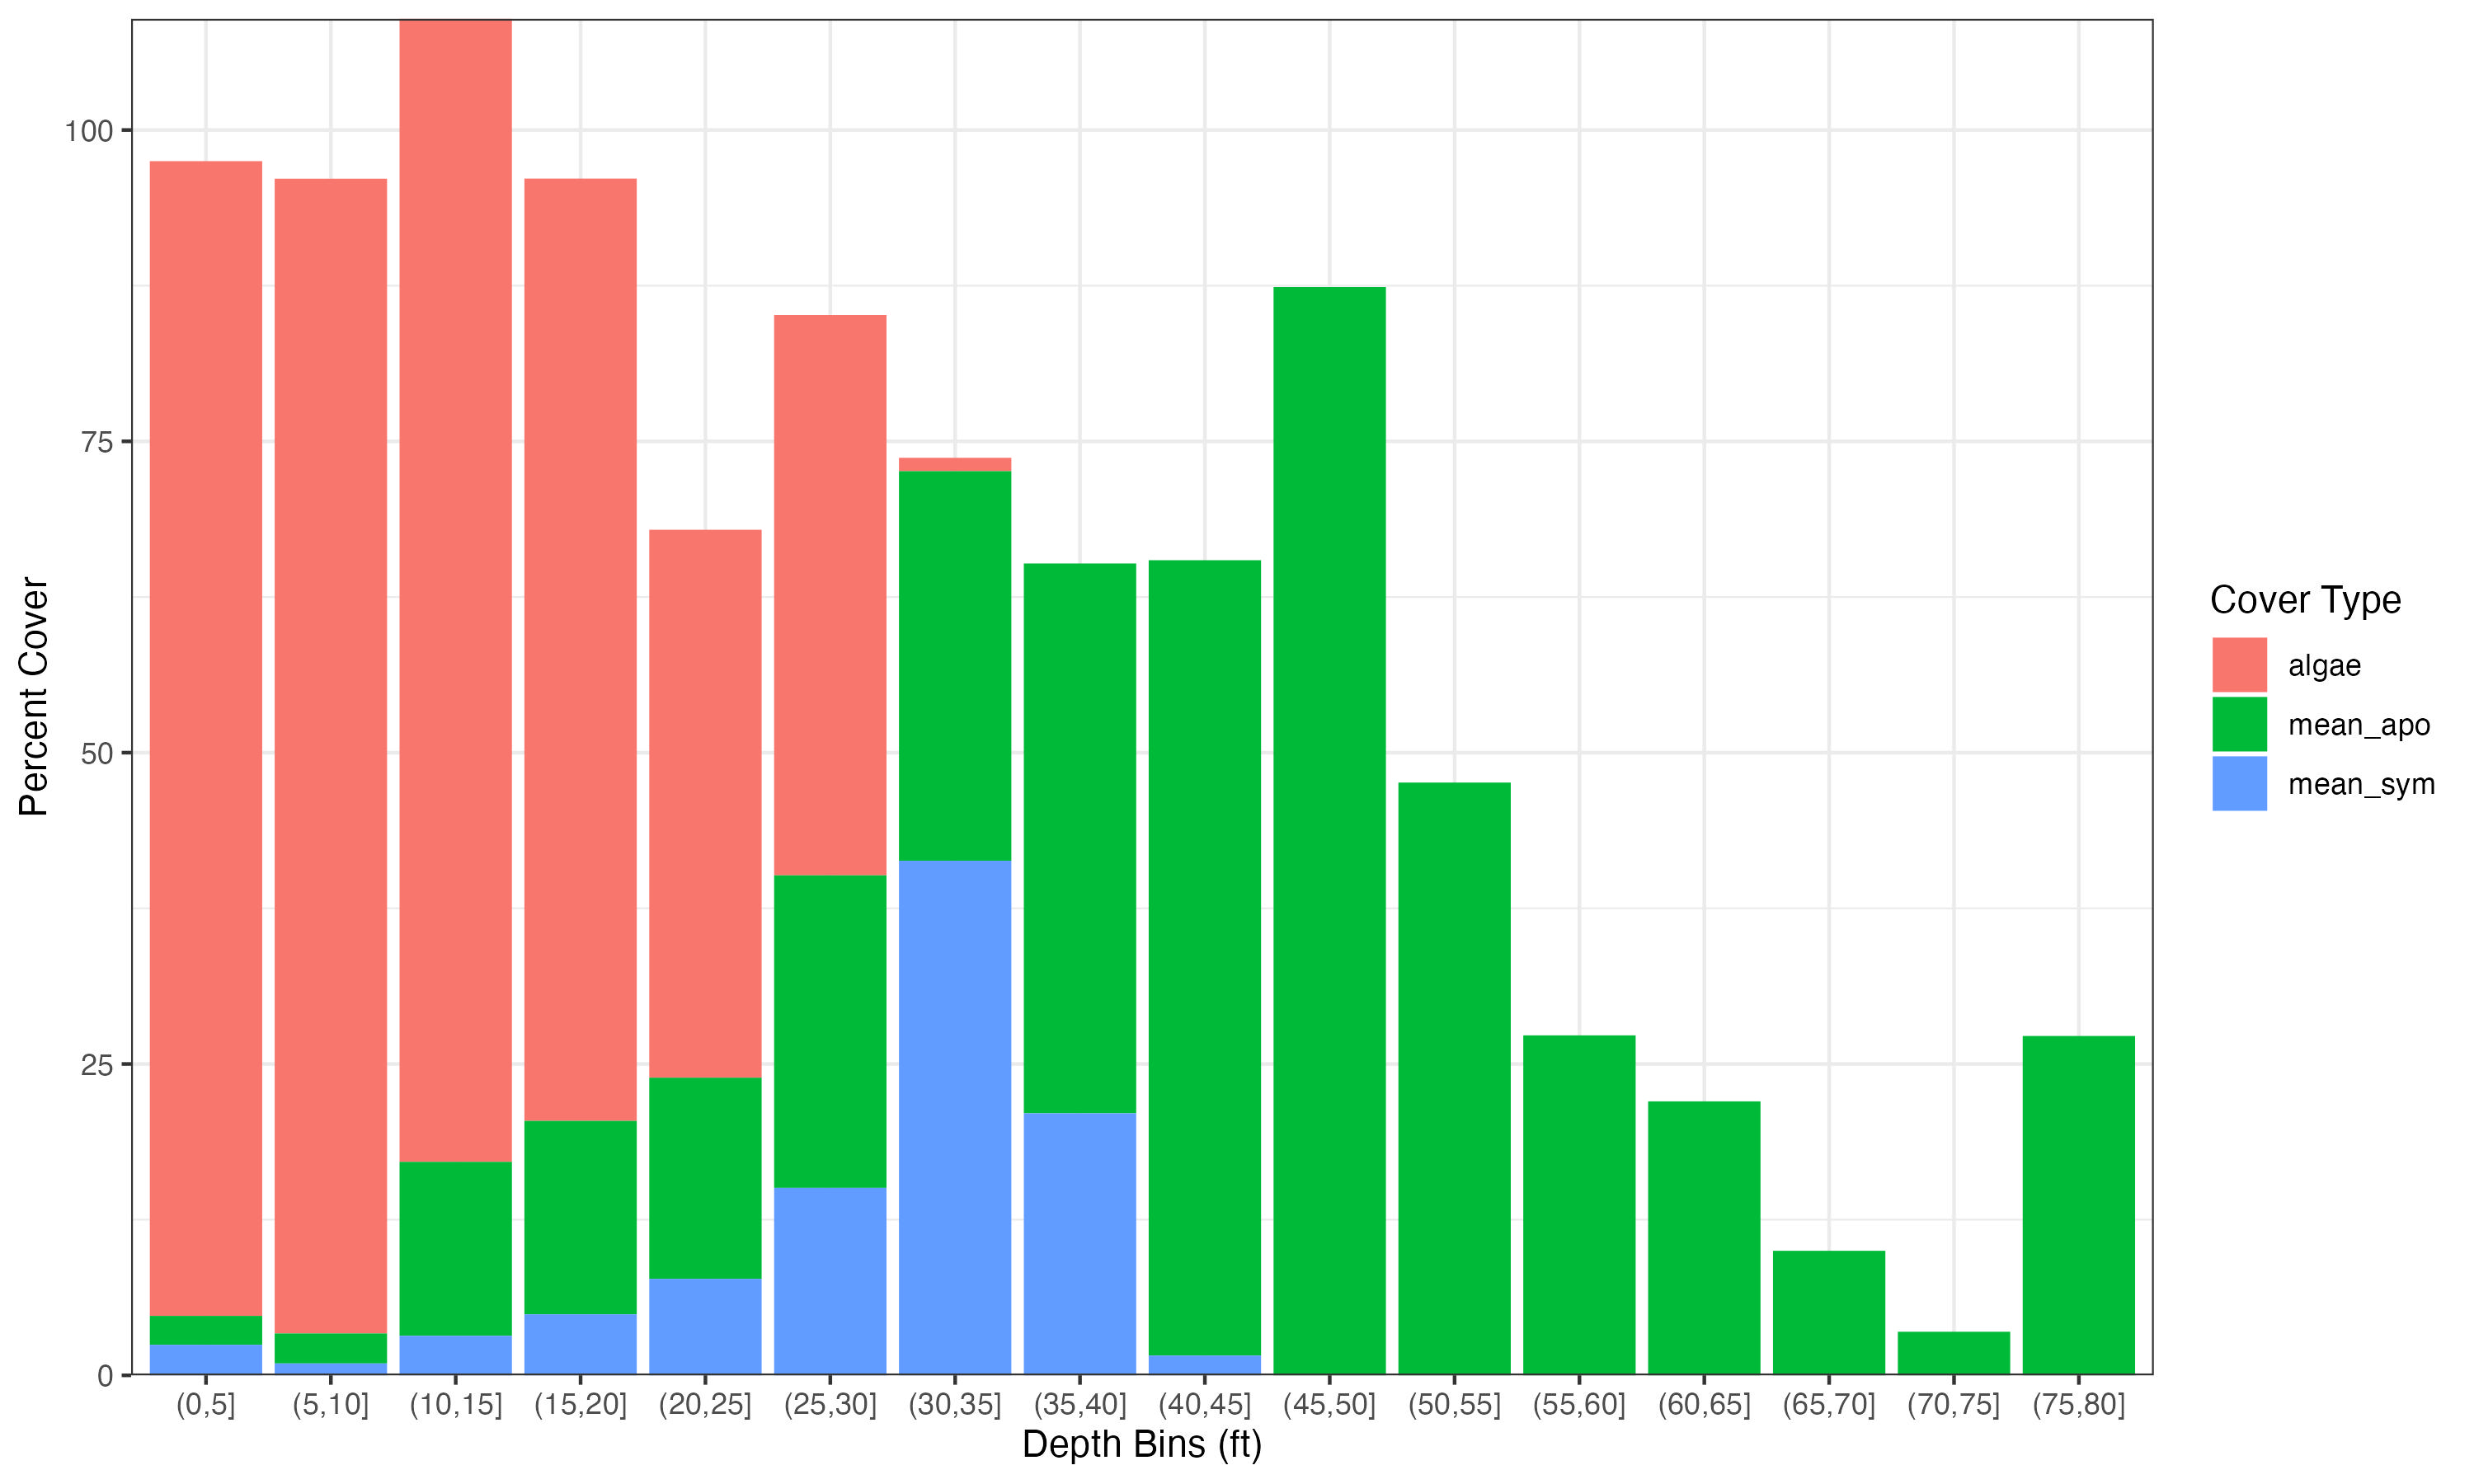 Percent Cover
100
75
50
25
0
(0,5] (5,10] (10,15] (15,20] (20,25] (25,30] (30,35] (35,40] (40,45] (45,50] (50,55] (55,60] (60,65] (65,70] (70,75] (75,80]
Depth Bins (ft)
Cover Type
algae
mean_apo
mean_sym